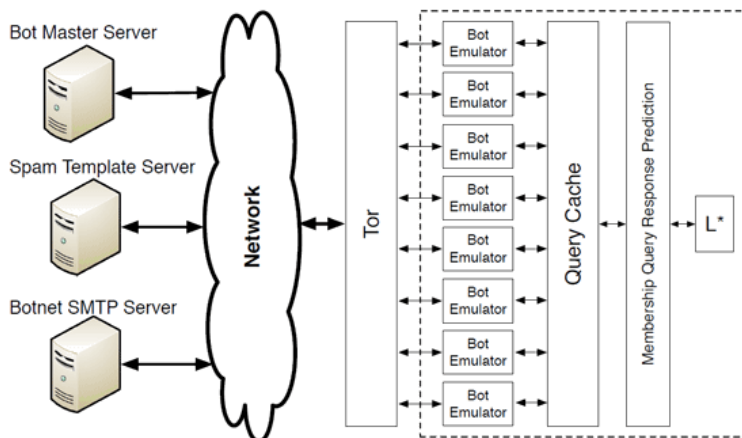 Bot Master Server
Spam Template Server
Botnet SMTP Server
Network
Tor
Bot
Emulator
Bot
Emulator
Bot
Emulator
Bot
Emulator
Bot
Emulator
Bot
Emulator
Bot
Emulator
Bot
Emulator
Query Cache
Membership Query Response Prediction
L*